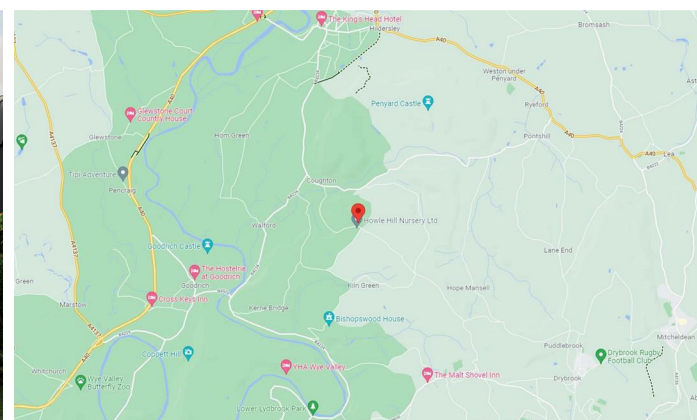 The King's Head Hotel
Hildersley
Bromsash
A40
B4234
Weston under
Penyard
Penyard Castle
Ryeford
Glewstone Court
Country House
A40
Glewstone
A4137
Hom Green
Pontshill
A40
Lea
Tipi Adventure
Pencraig
Coughton
A40
Howle Hill Nursery Ltd
Walford
Goodrich Castle
Lane End
Green
The Hostelrie
at Goodrich
Goodrich
Kiln Green
Hope Mansell
Marstow
Cross Keys Inn
Kerne Bridge
Bishopswood House
A4137
Mitcheldean
A40
Coppett Hill
Puddlebrook
Drybrook Rugby
Football Club
Whitchurch
YHA Wye Valley
The Malt Shovel Inn
Drybrook
Wye Valley
Butterfly Zoo
Lower Lydbrook Park